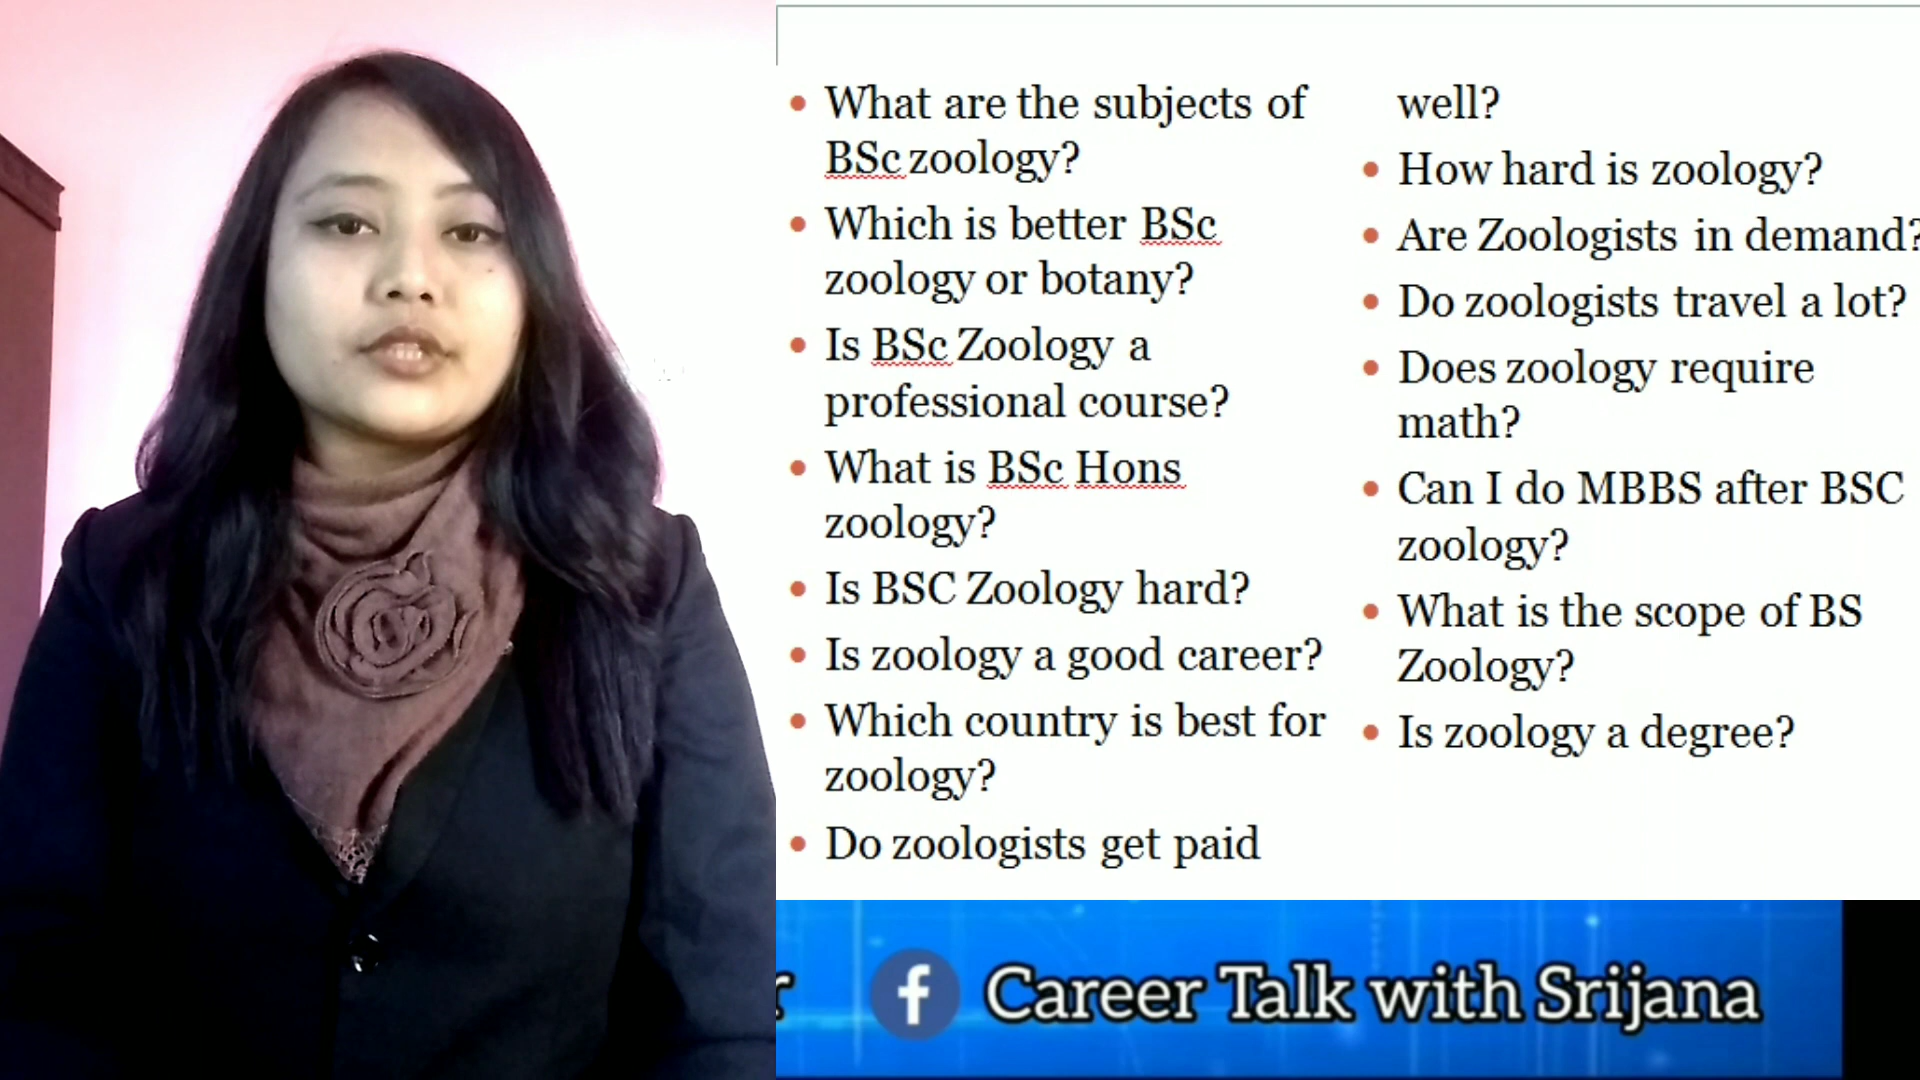 What are the subjects of
BSc zoology?
Which is better BSc
zoology or botany?
Is BSc Zoology a
professional course?
What is BSc Hons
zoology?
Is BSC Zoology hard?
Is zoology a good career?
Which country is best for
zoology?
Do zoologists get paid
well?
How hard is zoology?
Are Zoologists in demand?
Do zoologists travel a lot?
Does zoology require
math?
Can I do MBBS after BSC
zoology?
What is the scope of BS
Zoology?
Is zoology a degree?
Career Talk with Srijana